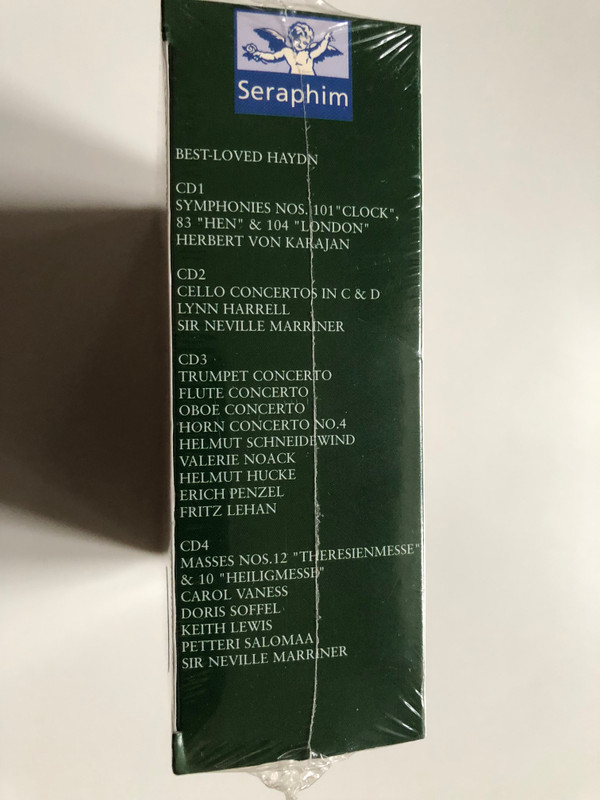 Seraphim
BEST-LOVED HAYDN
CD1
SYMPHONIES NOS. 101"CLOCK",
83 "HEN" & 104 "LONDON"
HERBERT VON KARAJAN
CD2
CELLO CONCERTOS IN C & D
LYNN HARRELL
SIR NEVILLE MARRINER
CD3
TRUMPET CONCERTO
FLUTE CONCERTO
OBOE CONCERTO
HORN CONCERTO NO.4
HELMUT SCHNEIDEWIND
VALERIE NOACK
HELMUT HUCKE
ERICH PENZEL
FRITZ LEHAN
CD4
MASSES NOS.12 "THERESIENMESSE"
& 10 "HEILIGMESSE"
CAROL VANESS
DORIS SOFFEL
KEITH LEWIS
PETTERI SALOMAA
SIR NEVILLE MARRINER